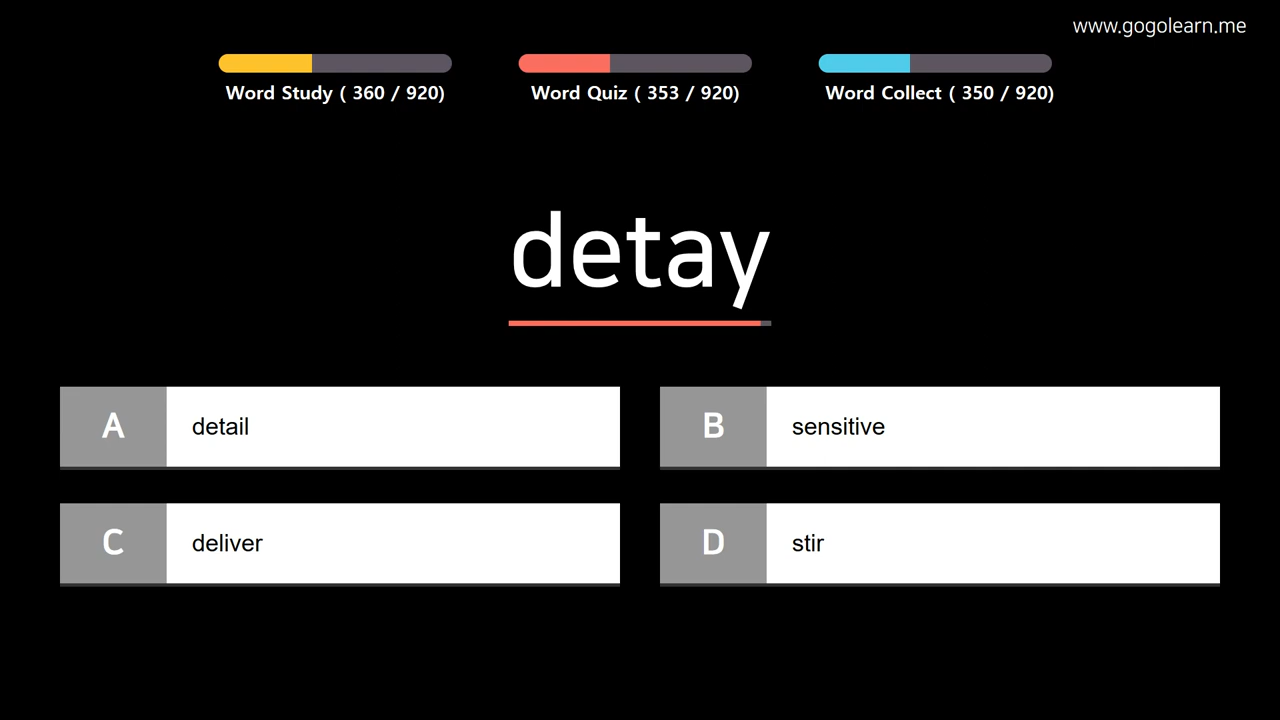 www.gogolearn.me
Word Study ( 360 / 920)
Word Quiz ( 353 / 920)
Word Collect ( 350 / 920)
detay
A detail
B sensitive
C deliver
D stir